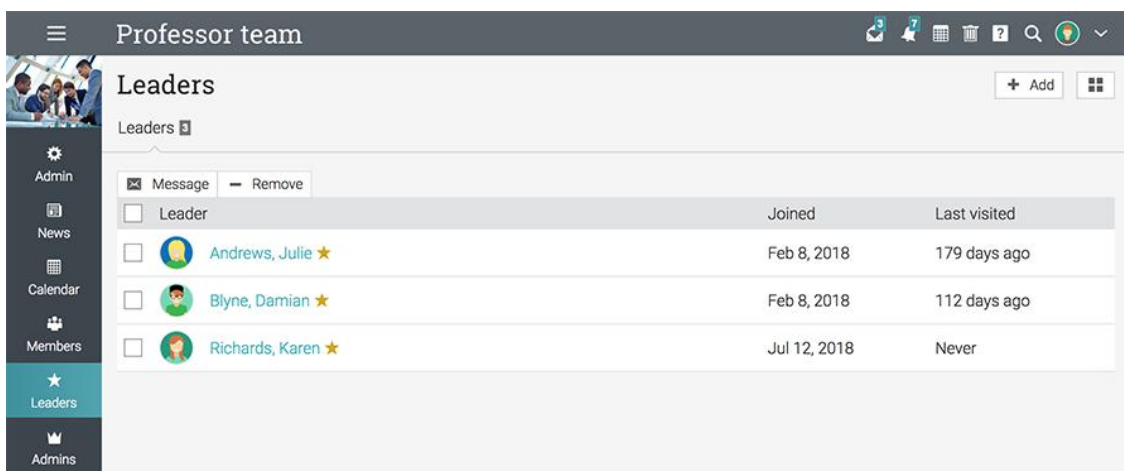 Professor team
3
7
?
Leaders
+ Add
Leaders 3
Message
− Remove
Leader Joined Last visited
Andrews, Julie Feb 8, 2018 179 days ago
Blyne, Damian Feb 8, 2018 112 days ago
Richards, Karen Jul 12, 2018 Never
Admin
News
Calendar
Members
Leaders
Admins